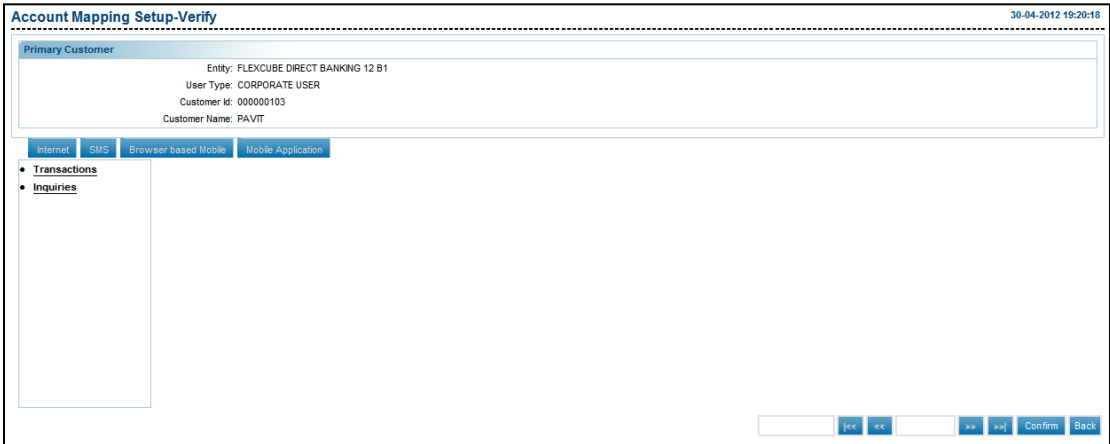 Account Mapping Setup-Verify 30-04-2012 19:20:18
Primary Customer
Entity: FLEXCUBE DIRECT BANKING 12 B1
User Type: CORPORATE USER
Customer Id: 000000103
Customer Name: PAVIT
Internet SMS Browser based Mobile Mobile Application
• Transactions
• Inquiries
|<< << >> >>| Confirm Back